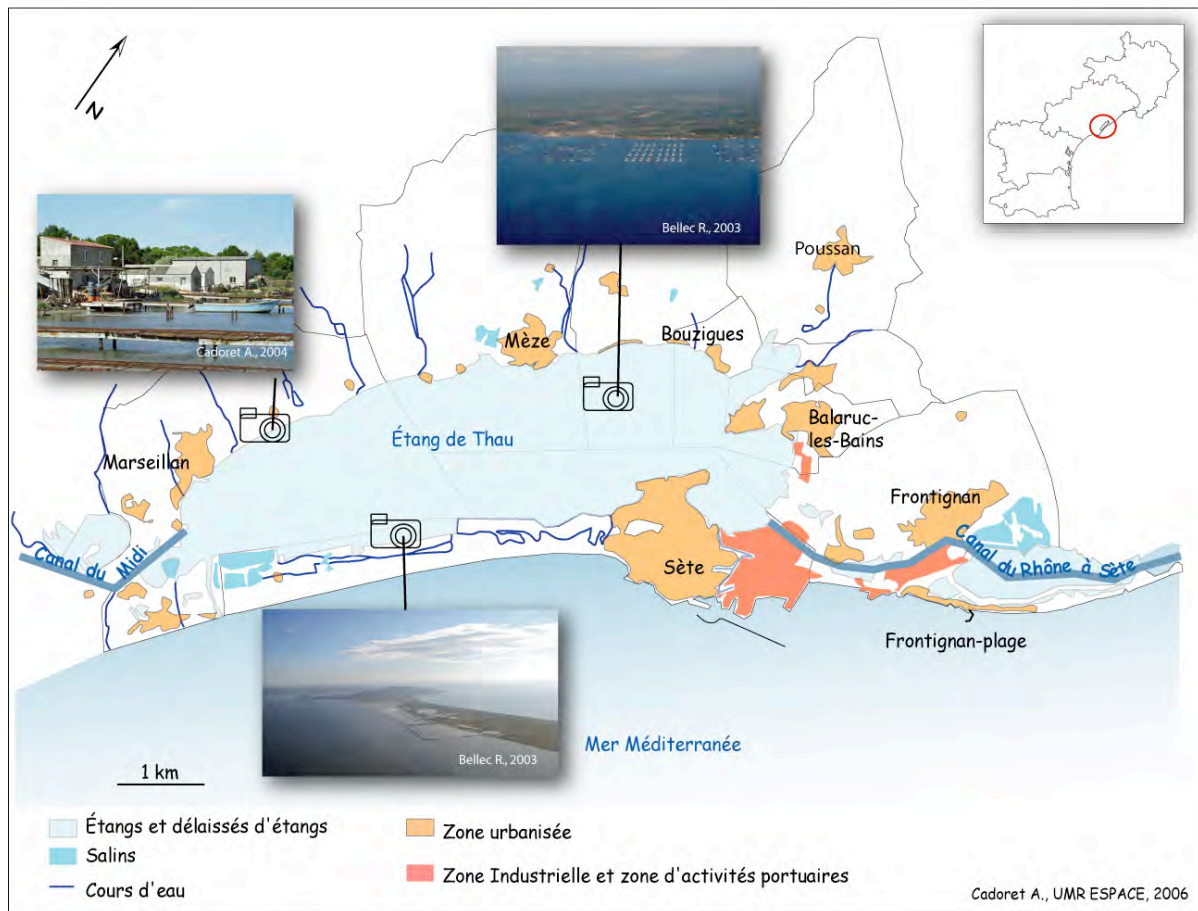 N
Bellec R., 2003
Cadoret A., 2004
Poussan
Mèze
Bouzigues
Étang de Thau
Balaruc-
les-Bains
Marseillan
Frontignan
Canal du Midi
Canal du Rhône à Sète
Sète
Frontignan-plage
Bellec R., 2003
Mer Méditerranée
1 km
Étangs et délaissés d'étangs
Salins
Cours d'eau
Zone urbanisée
Zone Industrielle et zone d'activités portuaires
Cadoret A., UMR ESPACE, 2006